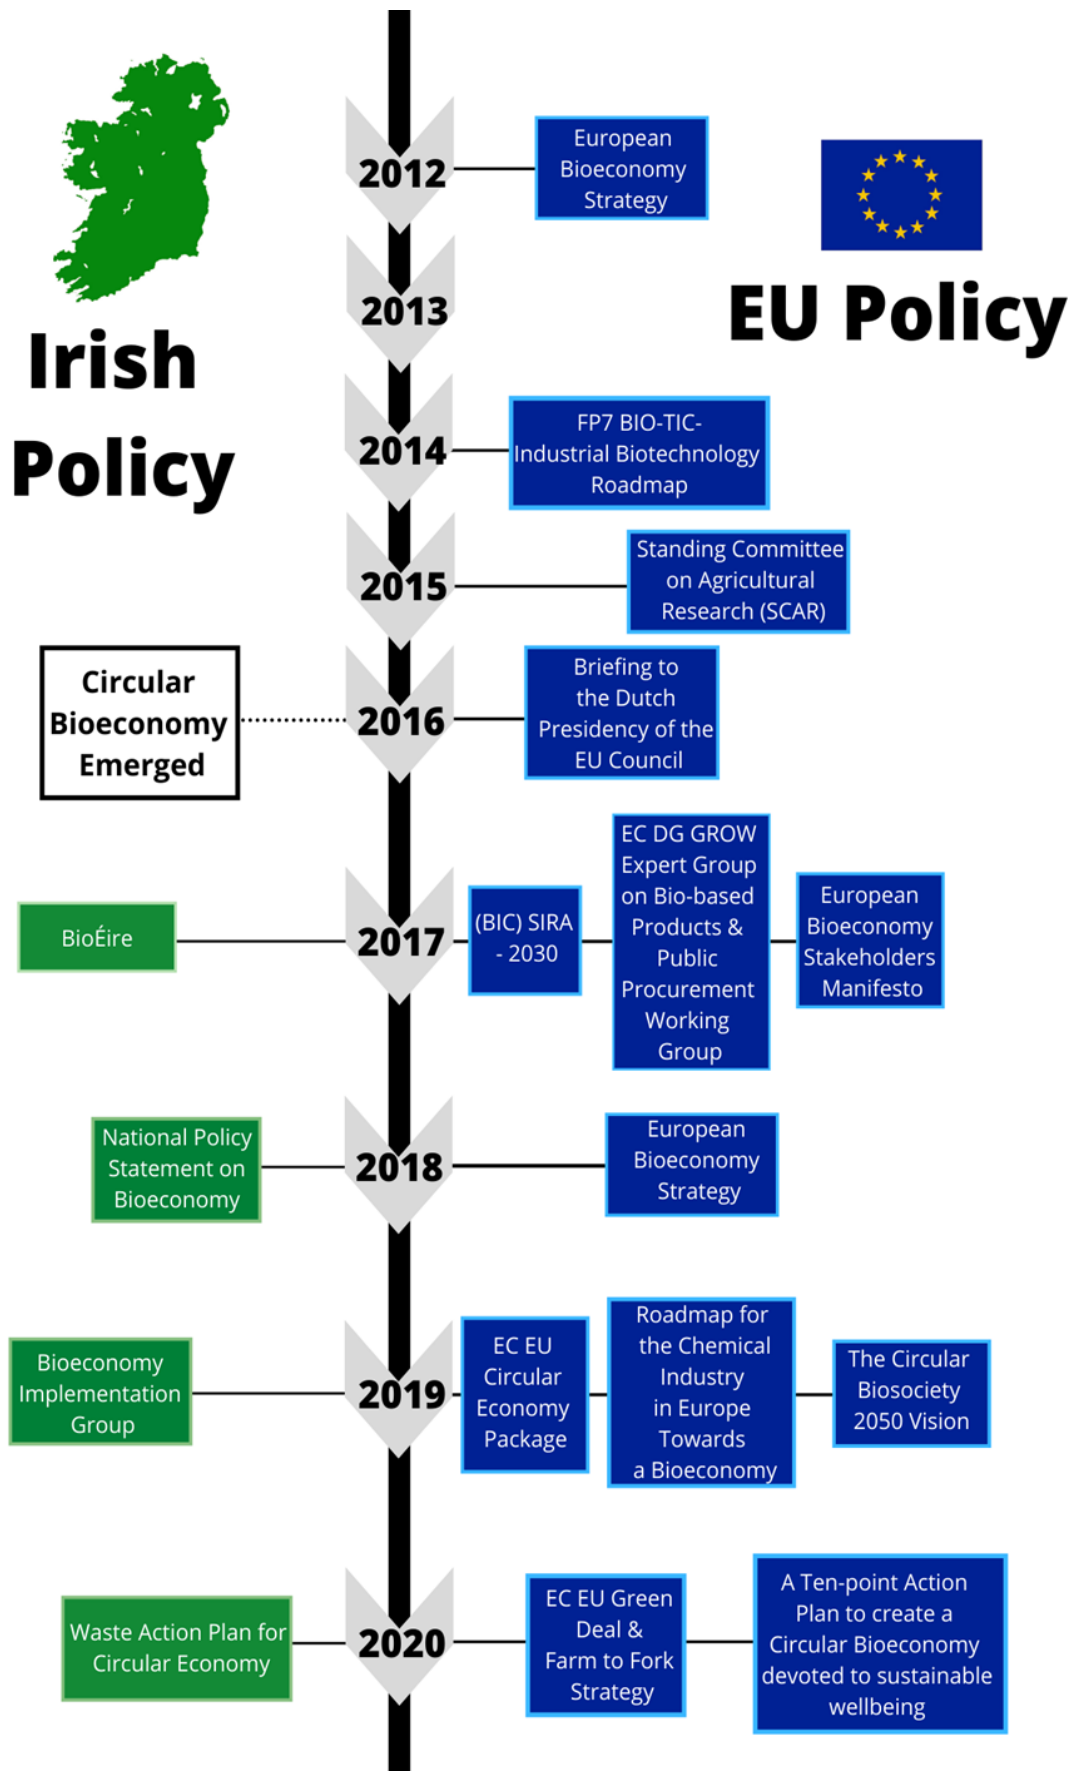 Irish
Policy
EU Policy
2012
European
Bioeconomy
Strategy
2013
2014
FP7 BIO-TIC-
Industrial Biotechnology
Roadmap
2015
Standing Committee
on Agricultural
Research (SCAR)
Circular
Bioeconomy
Emerged
2016
Briefing to
the Dutch
Presidency of the
EU Council
BioÉire
2017
(BIC) SIRA
- 2030
EC DG GROW
Expert Group
on Bio-based
Products &
Public
Procurement
Working
Group
European
Bioeconomy
Stakeholders
Manifesto
National Policy
Statement on
Bioeconomy
2018
European
Bioeconomy
Strategy
Bioeconomy
Implementation
Group
2019
EC EU
Circular
Economy
Package
Roadmap for
the Chemical
Industry
in Europe
Towards
a Bioeconomy
The Circular
Biosociety
2050 Vision
Waste Action Plan for
Circular Economy
2020
EC EU Green
Deal &
Farm to Fork
Strategy
A Ten-point Action
Plan to create a
Circular Bioeconomy
devoted to sustainable
wellbeing